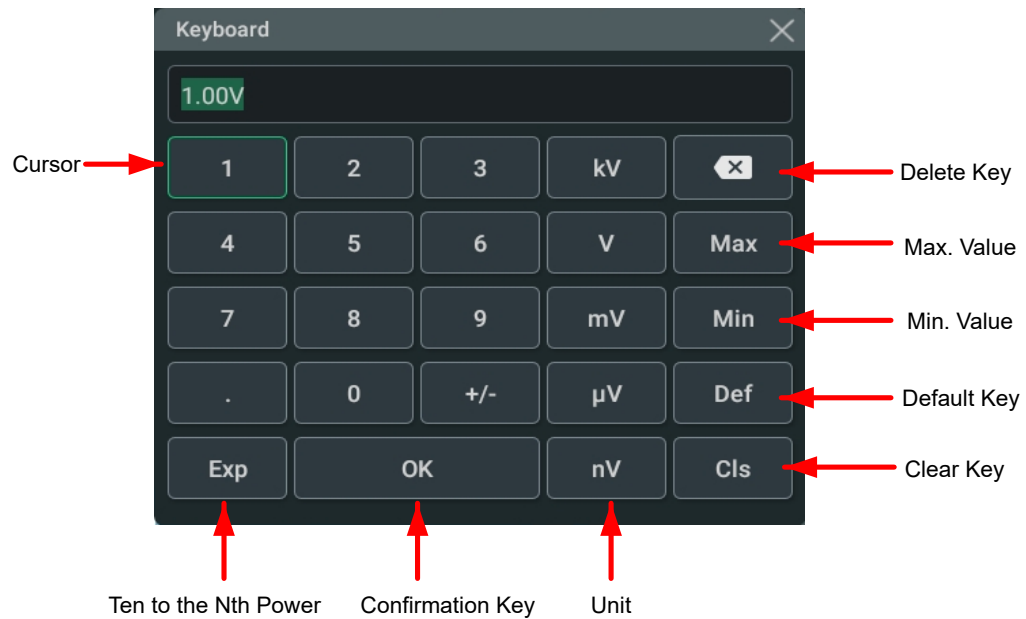 Keyboard
1.00V
Cursor
1 2 3 kV
Delete Key
4 5 6 V Max
Max. Value
7 8 9 mV Min
Min. Value
. 0 +/- µV Def
Default Key
Exp OK nV Cls
Clear Key
Ten to the Nth Power Confirmation Key Unit